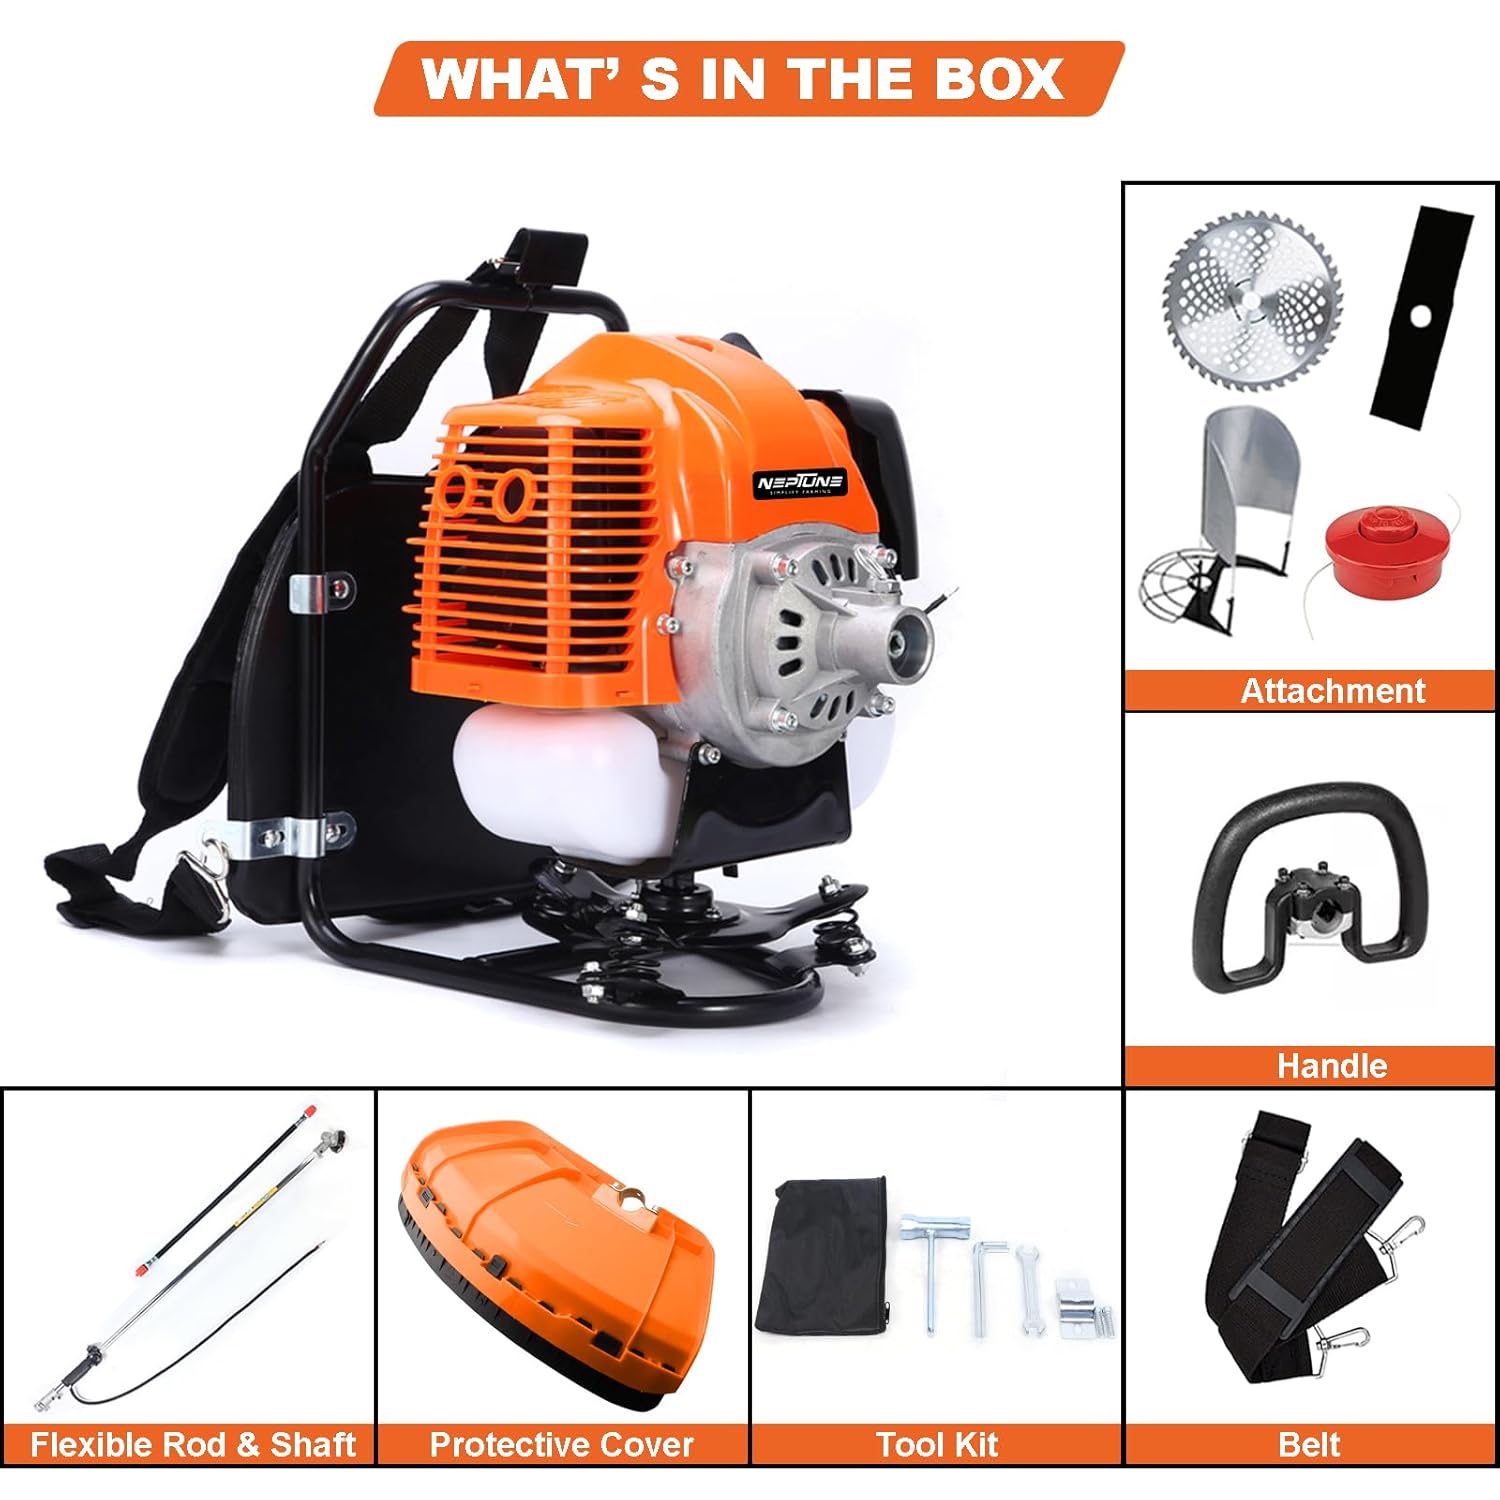 WHAT' S IN THE BOX
NEPTUNE
SIMPLIFY FARMING
Attachment
Handle
Flexible Rod & Shaft
Protective Cover
Tool Kit
Belt